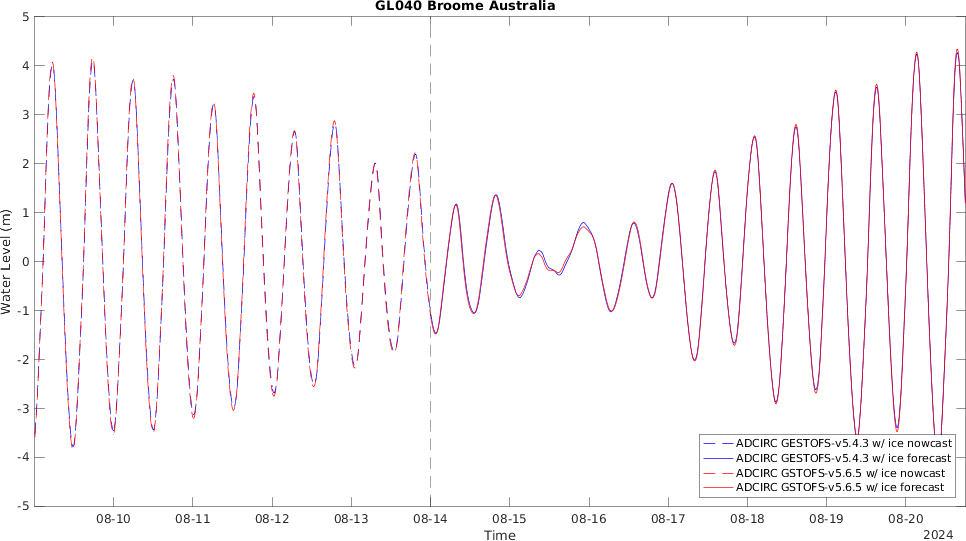 GL040 Broome Australia
5
4
3
2
1
0
-1
-2
-3
-4
-5
Water Level (m)
ADCIRC GESTOFS-v5.4.3 w/ ice nowcast
ADCIRC GESTOFS-v5.4.3 w/ ice forecast
ADCIRC GSTOFS-v5.6.5 w/ ice nowcast
ADCIRC GSTOFS-v5.6.5 w/ ice forecast
08-10 08-11 08-12 08-13 08-14 08-15 08-16 08-17 08-18 08-19 08-20
Time
2024